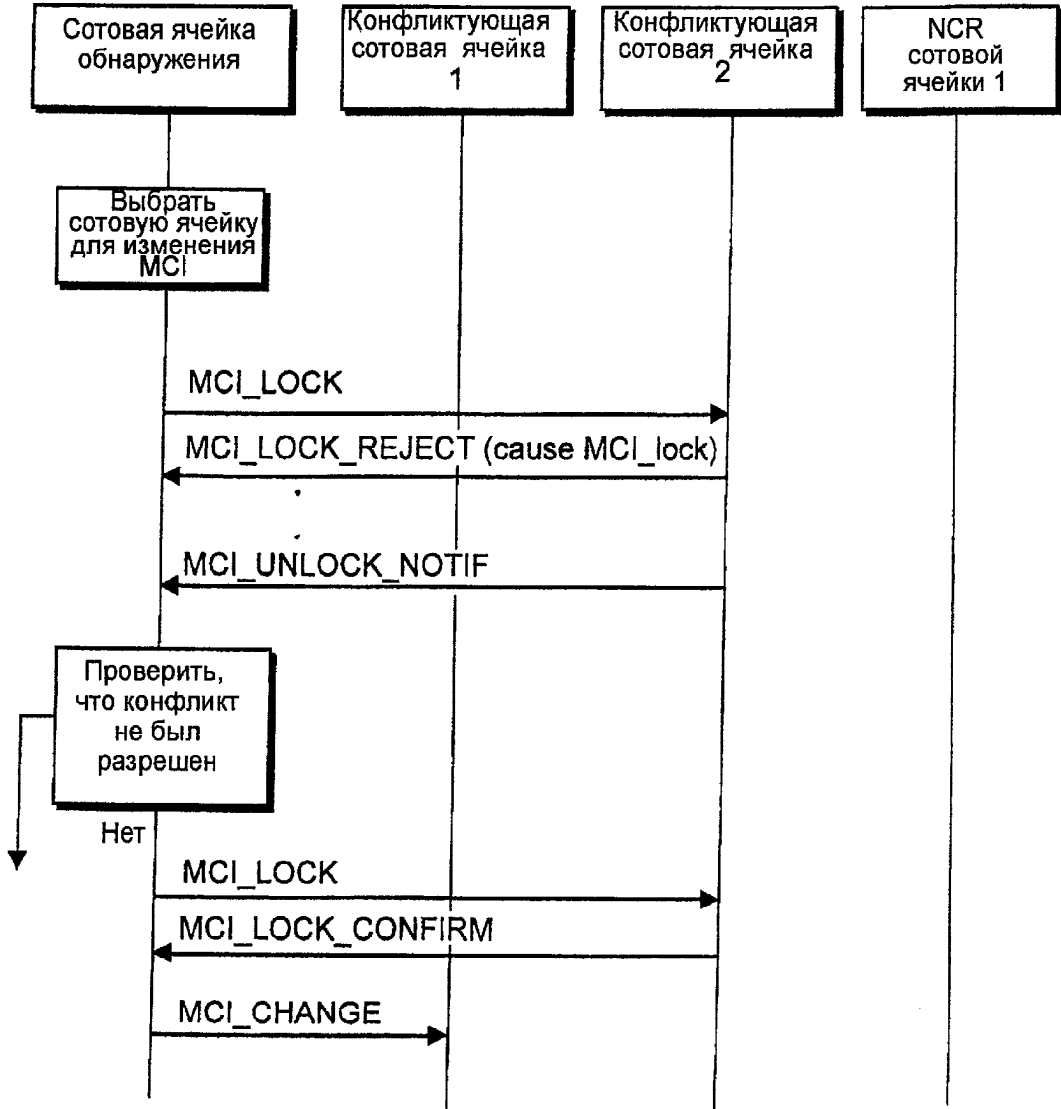 Сотовая ячейка
обнаружения
Конфликтующая
сотовая ячейка
1
Конфликтующая
сотовая ячейка
2
NCR
сотовой
ячейки 1
Выбрать
сотовую ячейку
для изменения
MCI
MCI_LOCK
MCI_LOCK_REJECT (cause MCI_lock)
MCI_UNLOCK_NOTIF
Проверить,
что конфликт
не был
разрешен
Нет
MCI_LOCK
MCI_LOCK_CONFIRM
MCI_CHANGE